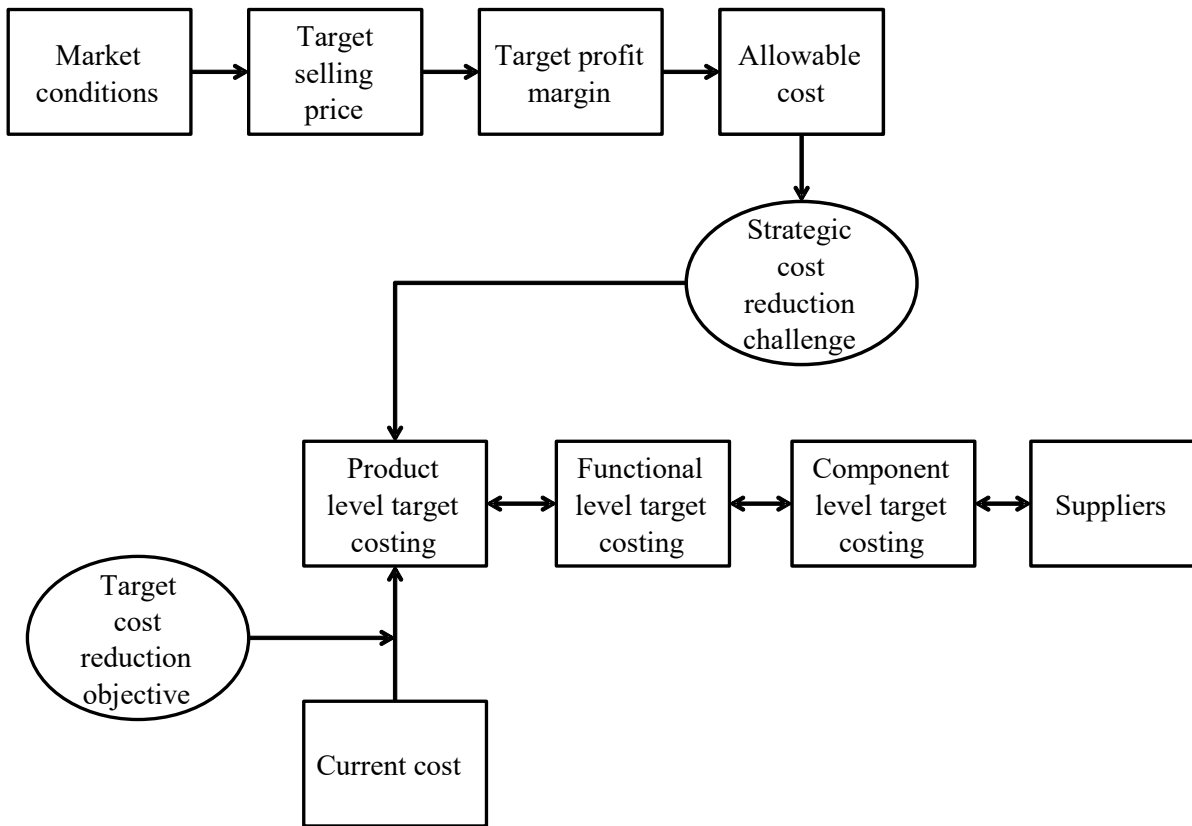 Market
conditions
Target
selling
price
Target profit
margin
Allowable
cost
Strategic
cost
reduction
challenge
Product
level target
costing
Functional
level target
costing
Component
level target
costing
Suppliers
Target
cost
reduction
objective
Current cost